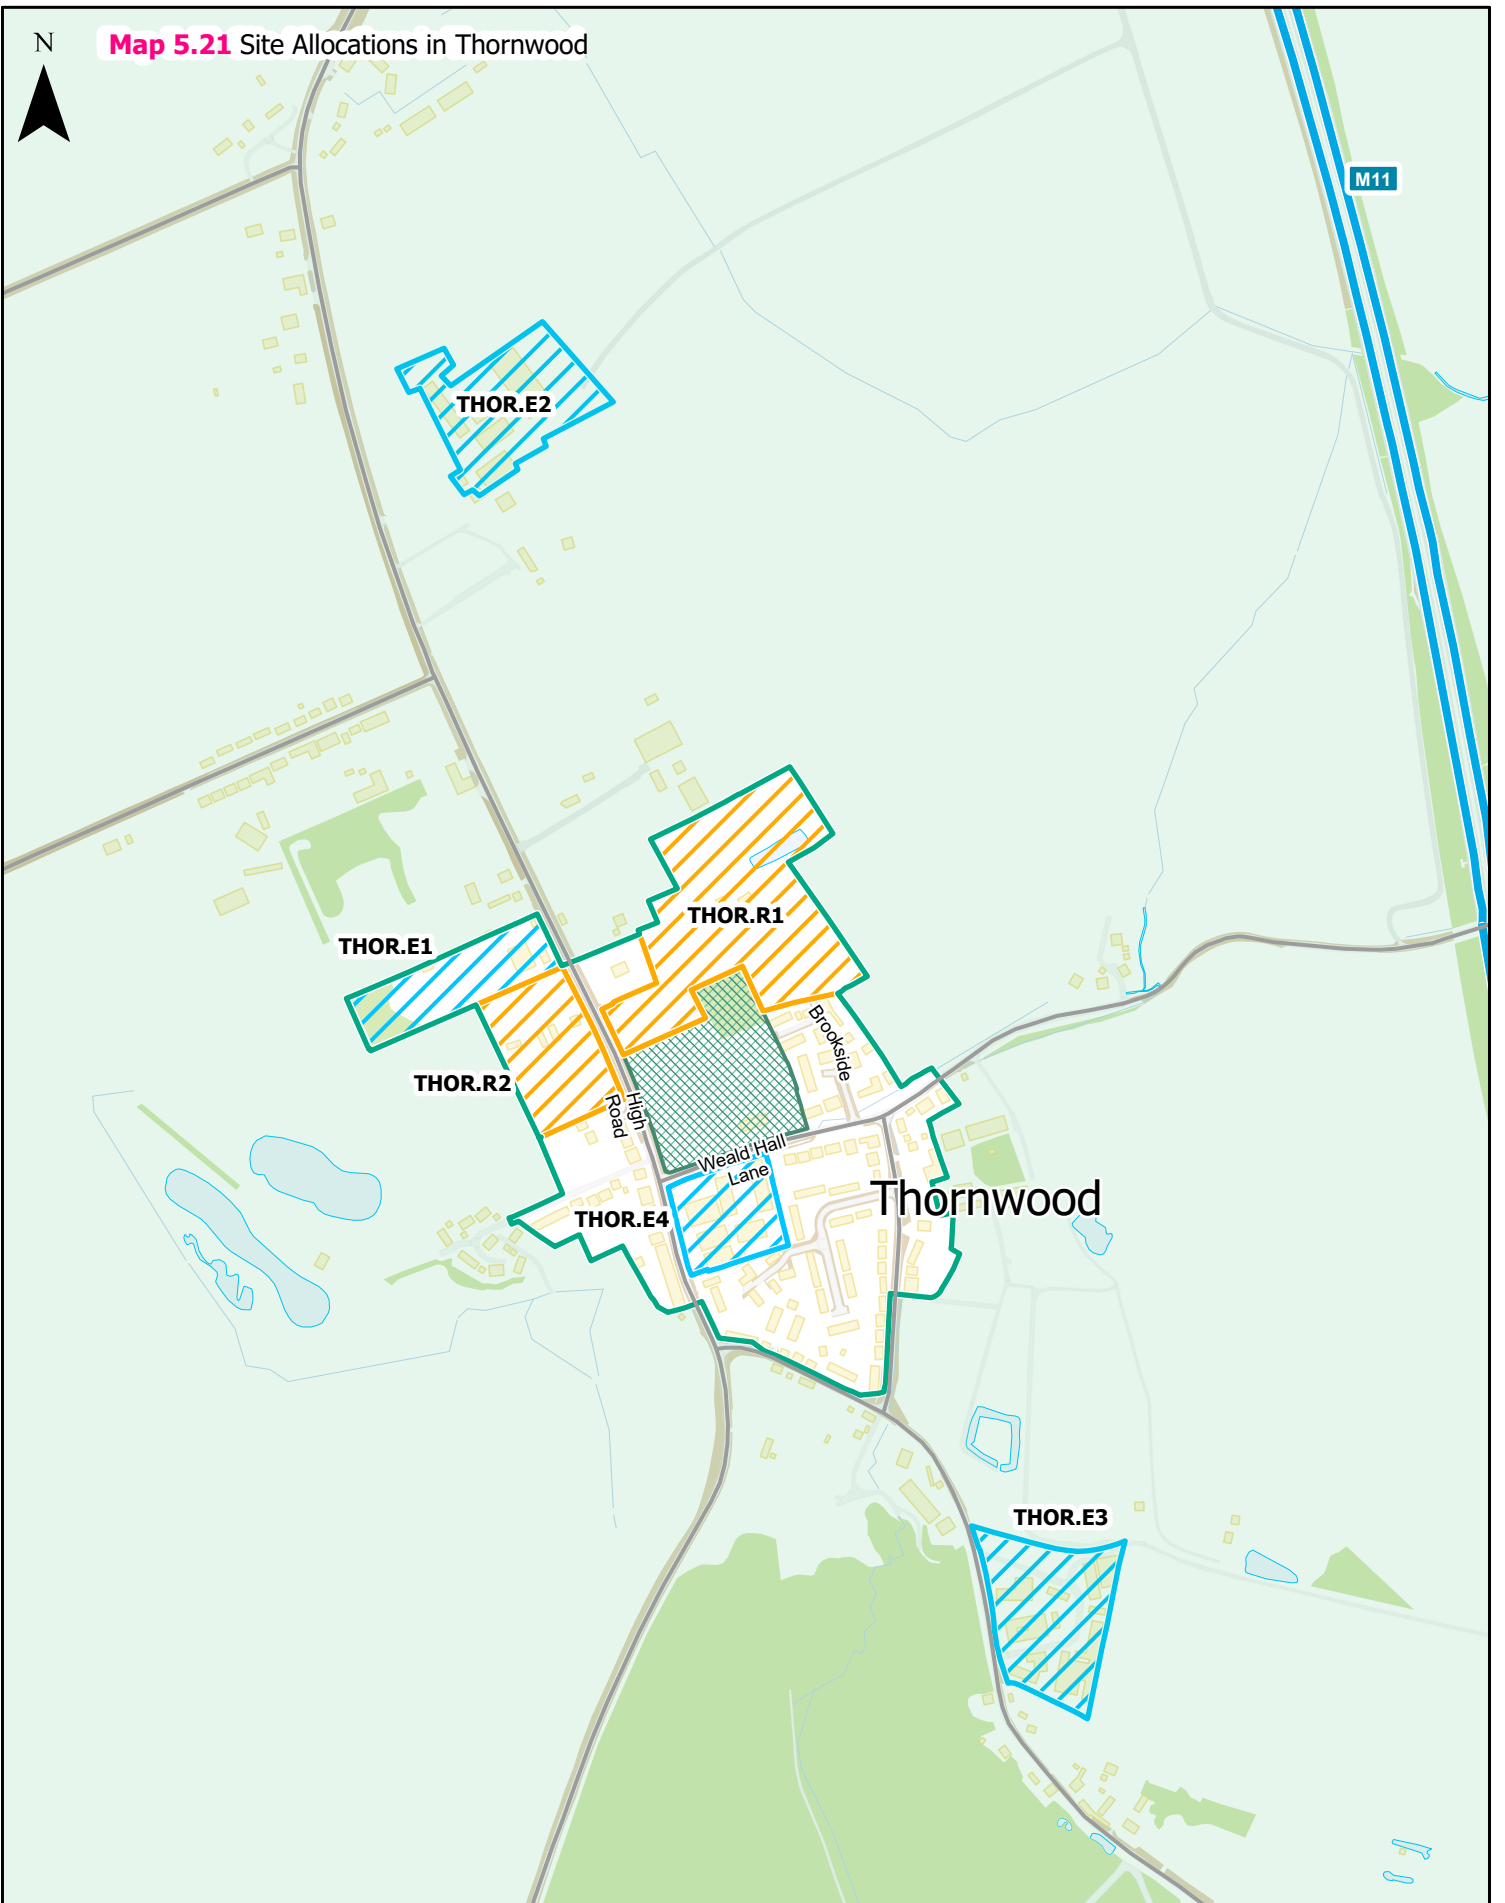 N
Map 5.21 Site Allocations in Thornwood
M11
THOR.E2
THOR.R1
THOR.E1
Brookside
THOR.R2
High
Road
Weald Hall
Lane
Thornwood
THOR.E4
THOR.E3